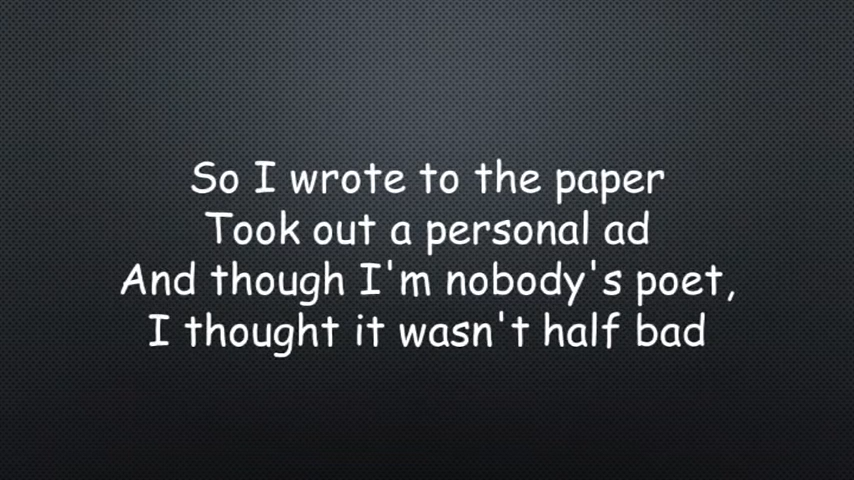 So I wrote to the paper
Took out a personal ad
And though I'm nobody's poet,
I thought it wasn't half bad